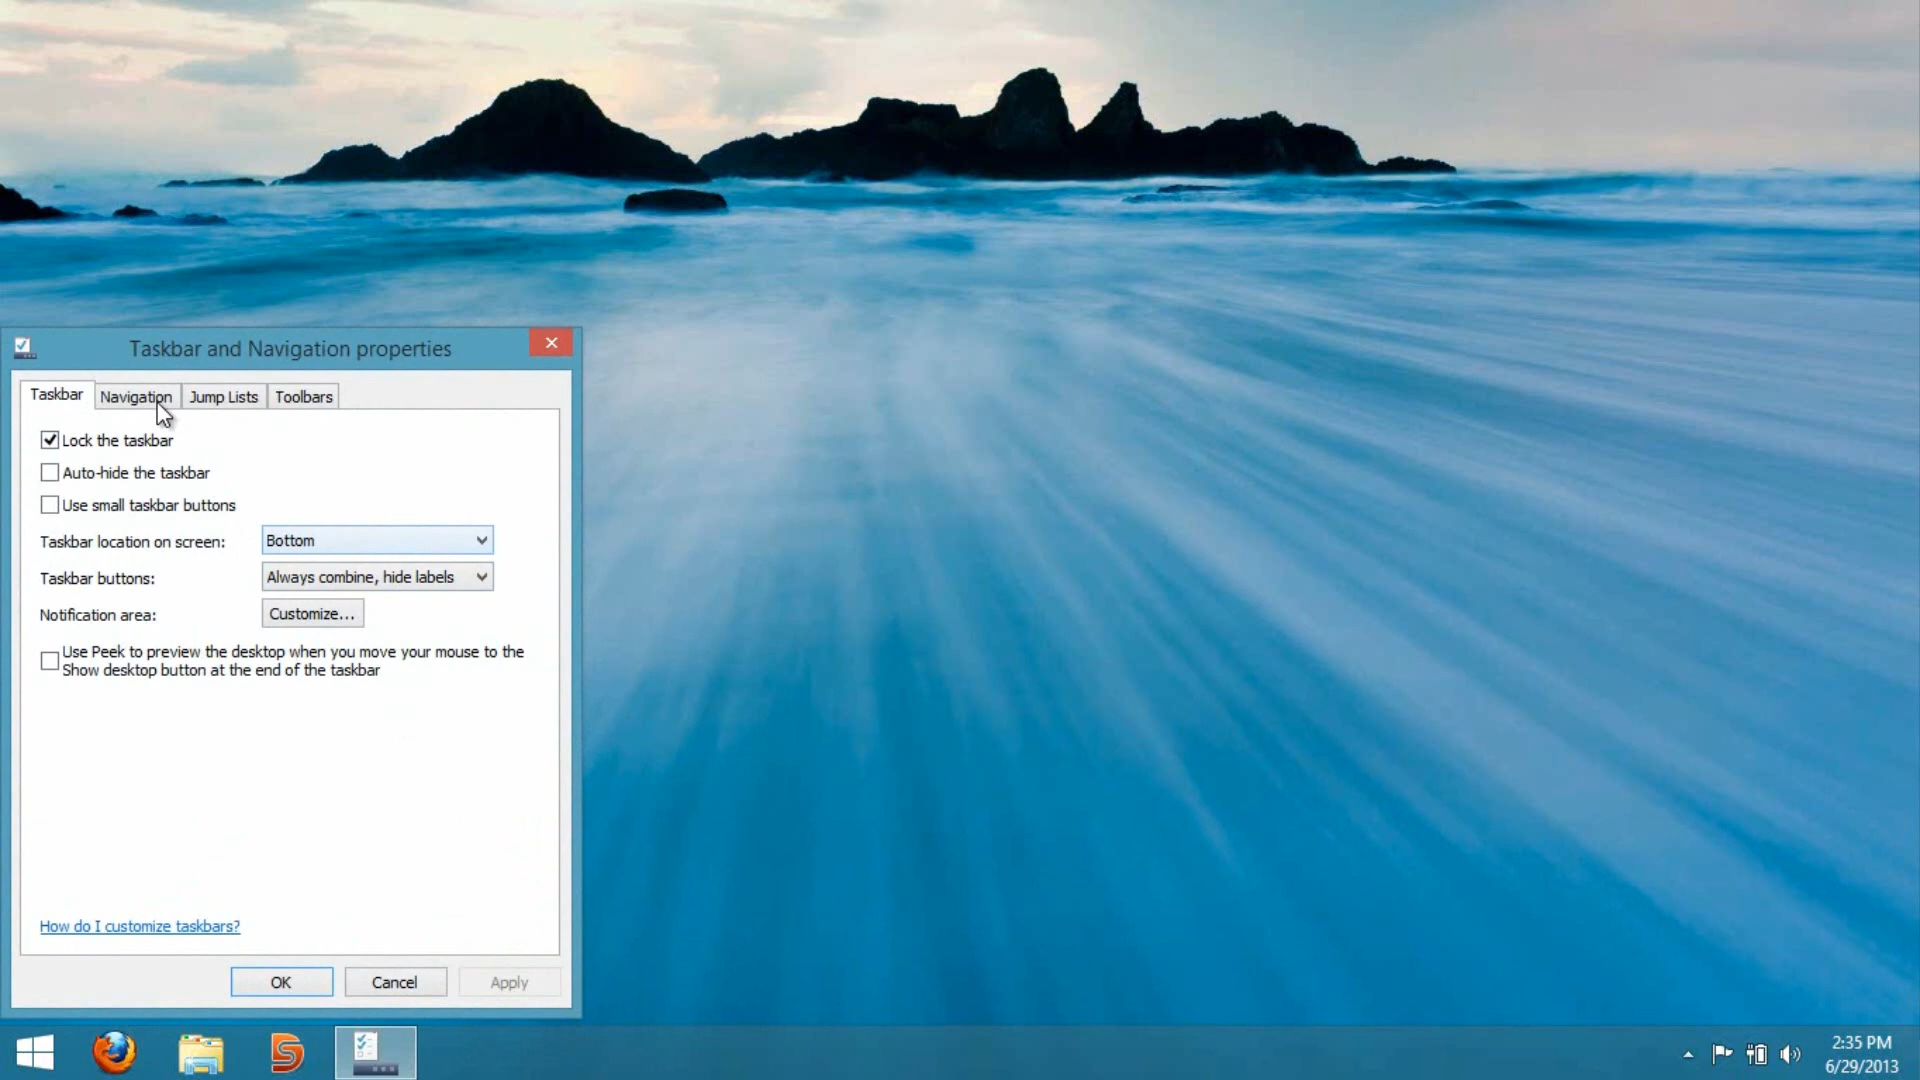 Taskbar and Navigation properties
Taskbar
Navigation
Jump Lists
Toolbars
Lock the taskbar
Auto-hide the taskbar
Use small taskbar buttons
Taskbar location on screen:
Bottom
Taskbar buttons:
Always combine, hide labels
Notification area:
Customize...
Use Peek to preview the desktop when you move your mouse to the
Show desktop button at the end of the taskbar
How do I customize taskbars?
OK
Cancel
Apply
2:35 PM
6/29/2013